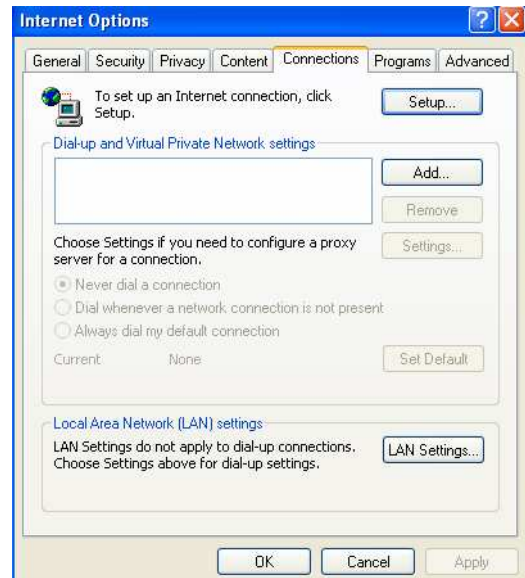 Internet Options
General Security Privacy Content Connections Programs Advanced
To set up an Internet connection, click
Setup.
Setup...
Dial-up and Virtual Private Network settings
Add...
Remove
Choose Settings if you need to configure a proxy
server for a connection.
Settings...
Never dial a connection
Dial whenever a network connection is not present
Always dial my default connection
Current None
Set Default
Local Area Network (LAN) settings
LAN Settings do not apply to dial-up connections.
Choose Settings above for dial-up settings.
LAN Settings...
OK Cancel Apply